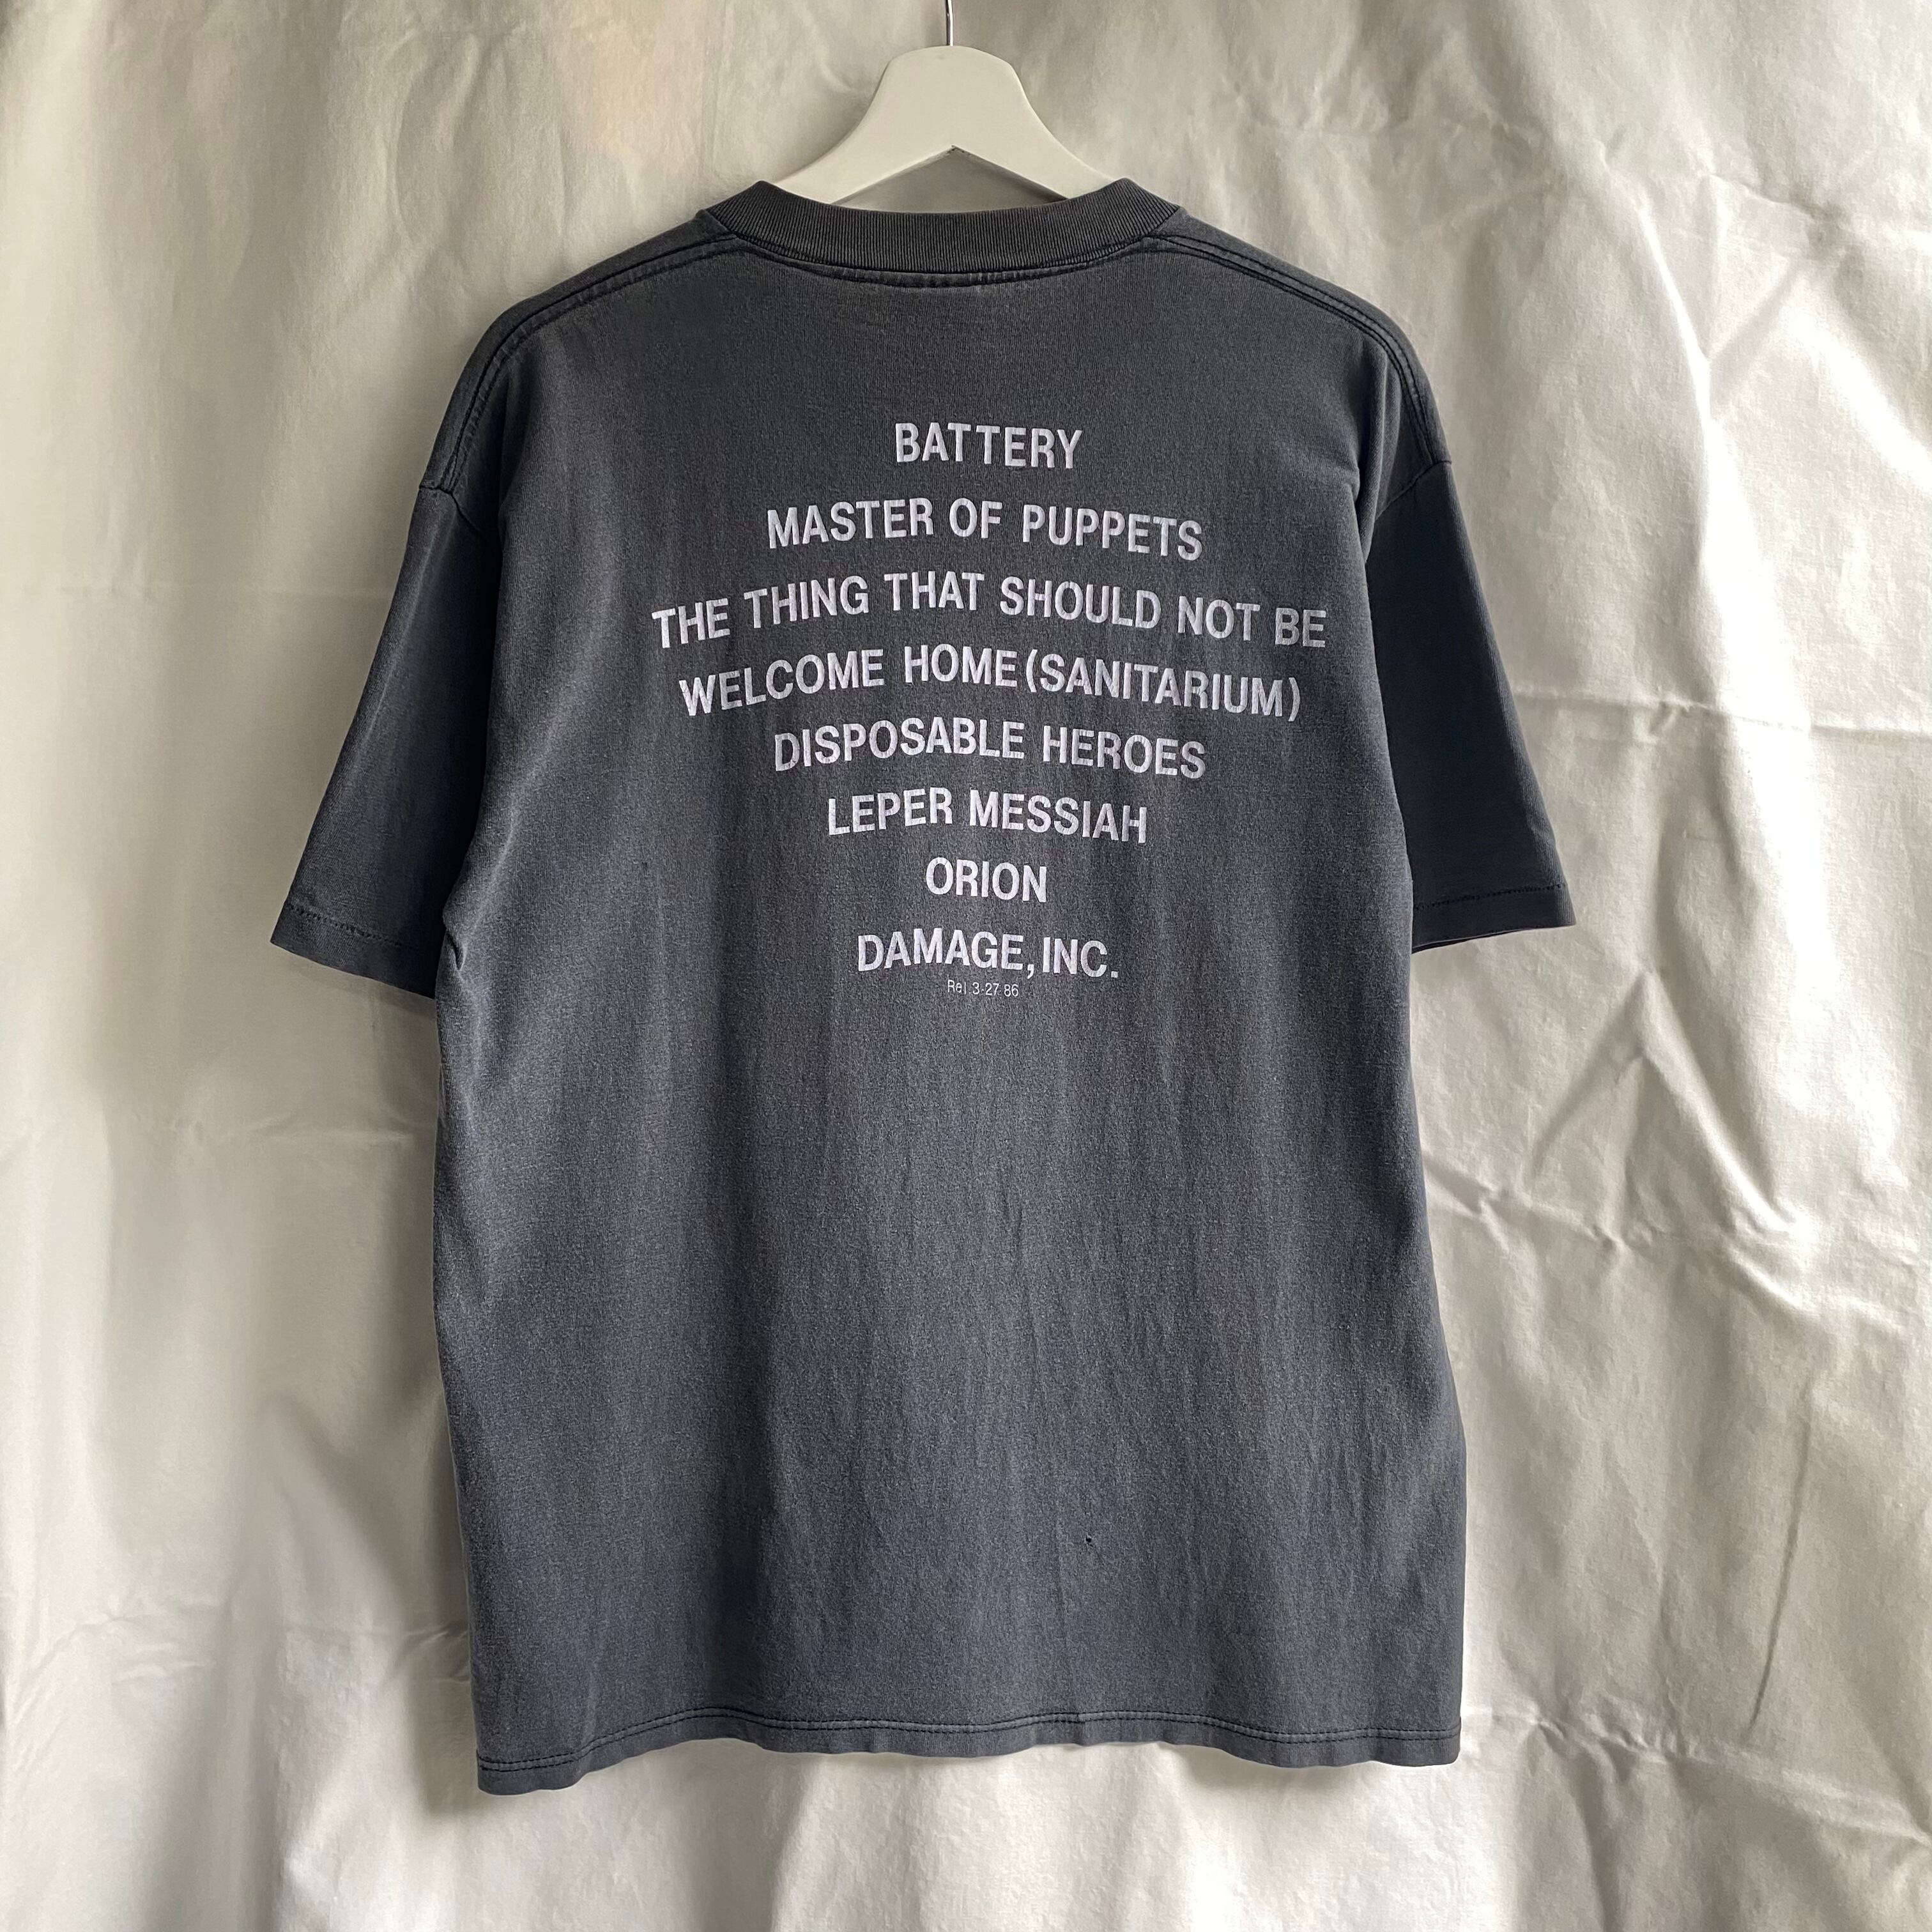 BATTERY
MASTER OF PUPPETS
THE THING THAT SHOULD NOT BE
WELCOME HOME (SANITARIUM)
DISPOSABLE HEROES
LEPER MESSIAH
ORION
DAMAGE, INC.
Rel 3-27 86